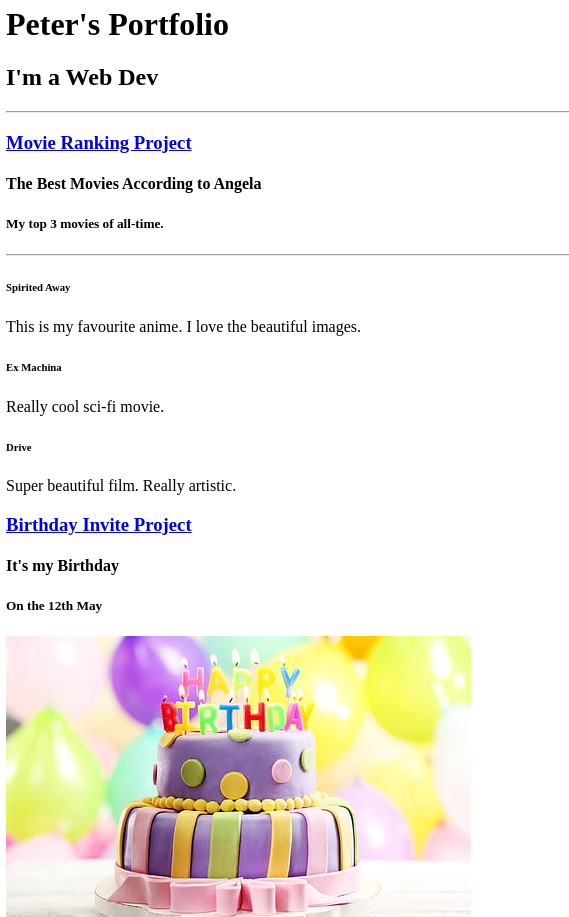 Peter's Portfolio
I'm a Web Dev
Movie Ranking Project
The Best Movies According to Angela
My top 3 movies of all-time.
Spirited Away
This is my favourite anime. I love the beautiful images.
Ex Machina
Really cool sci-fi movie.
Drive
Super beautiful film. Really artistic.
Birthday Invite Project
It's my Birthday
On the 12th May
HAPPY
BIRTHDAY